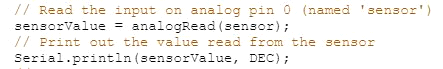 // Read the input on analog pin 0 (named 'sensor')
sensorValue = analogRead(sensor);
// Print out the value read from the sensor
Serial.println(sensorValue, DEC);